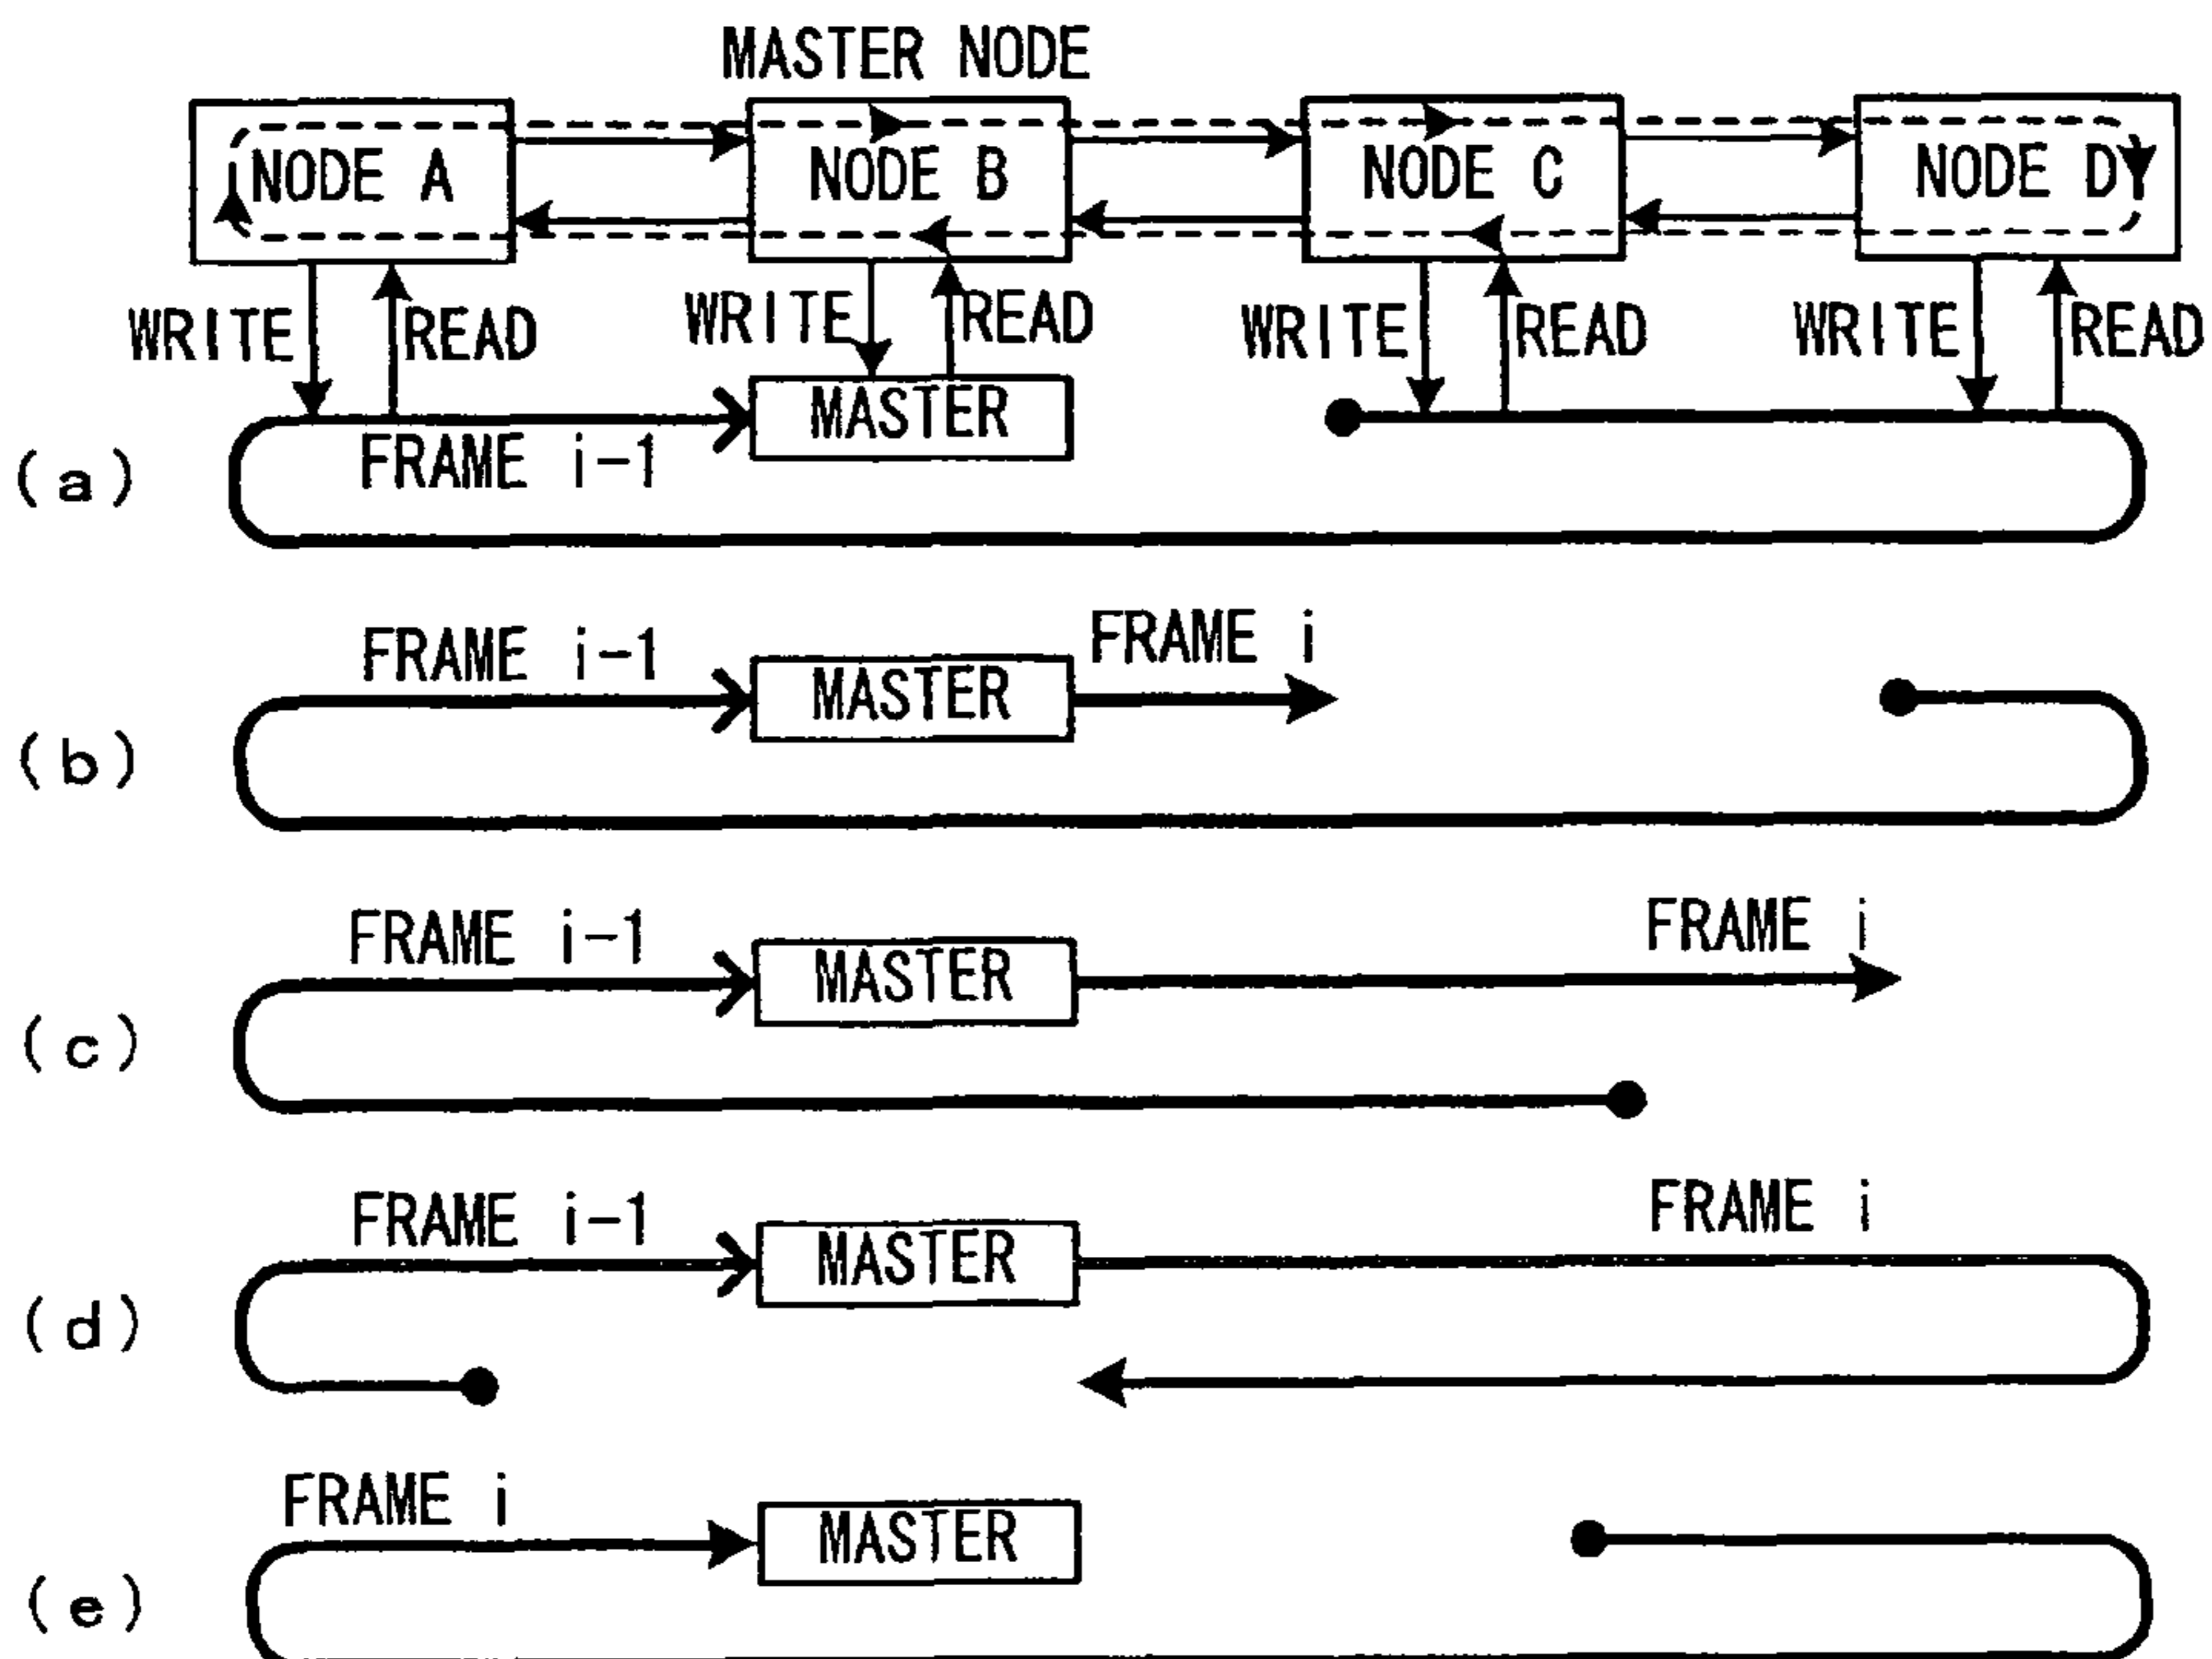 MASTER NODE
NODE A NODE B NODE C NODE D
WRITE READ WRITE READ WRITE READ WRITE READ
MASTER
(a) FRAME i-1
FRAME i-1 MASTER FRAME i
(b)
FRAME i-1 MASTER FRAME i
(c)
FRAME i-1 MASTER FRAME i
(d)
FRAME i MASTER
(e)